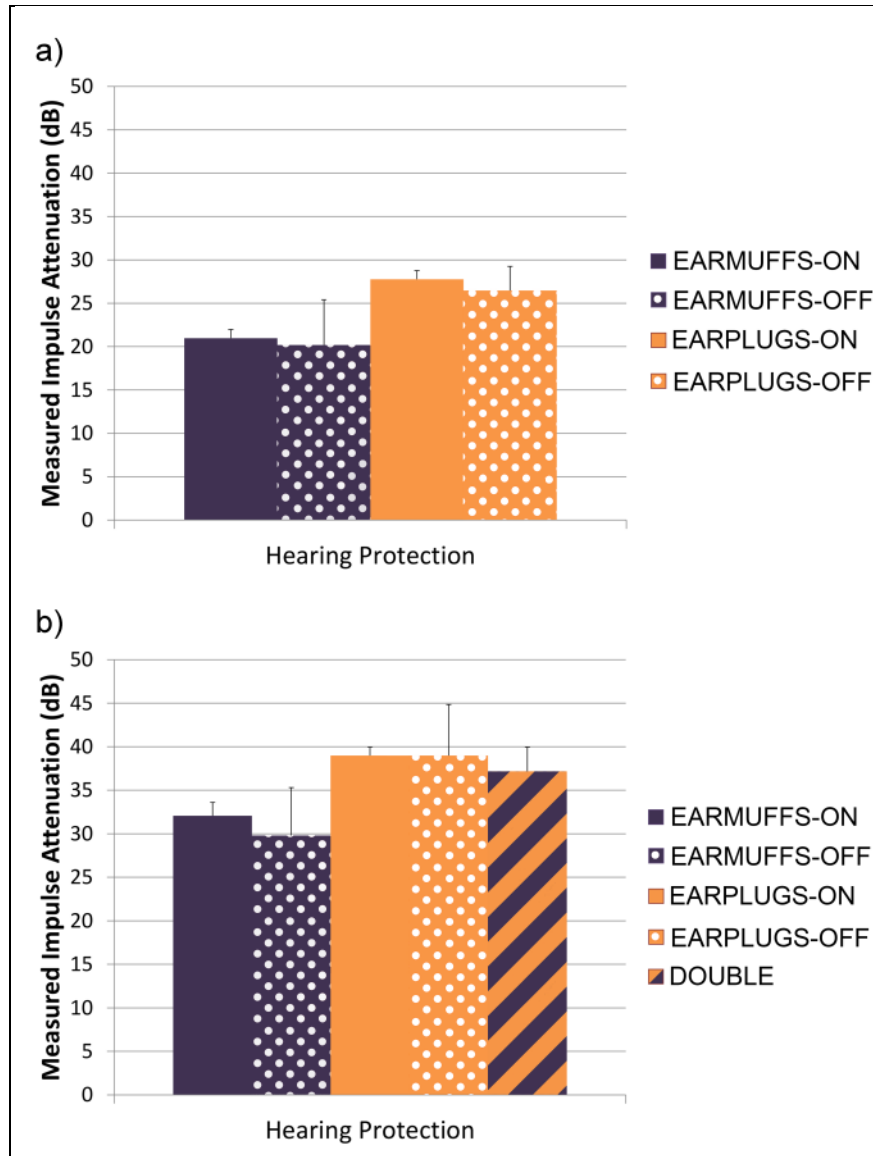 a)
Measured Impulse Attenuation (dB)
50
45
40
35
30
25
20
15
10
5
0
Hearing Protection
EARMUFFS-ON
EARMUFFS-OFF
EARPLUGS-ON
EARPLUGS-OFF
b)
Measured Impulse Attenuation (dB)
50
45
40
35
30
25
20
15
10
5
0
Hearing Protection
EARMUFFS-ON
EARMUFFS-OFF
EARPLUGS-ON
EARPLUGS-OFF
DOUBLE